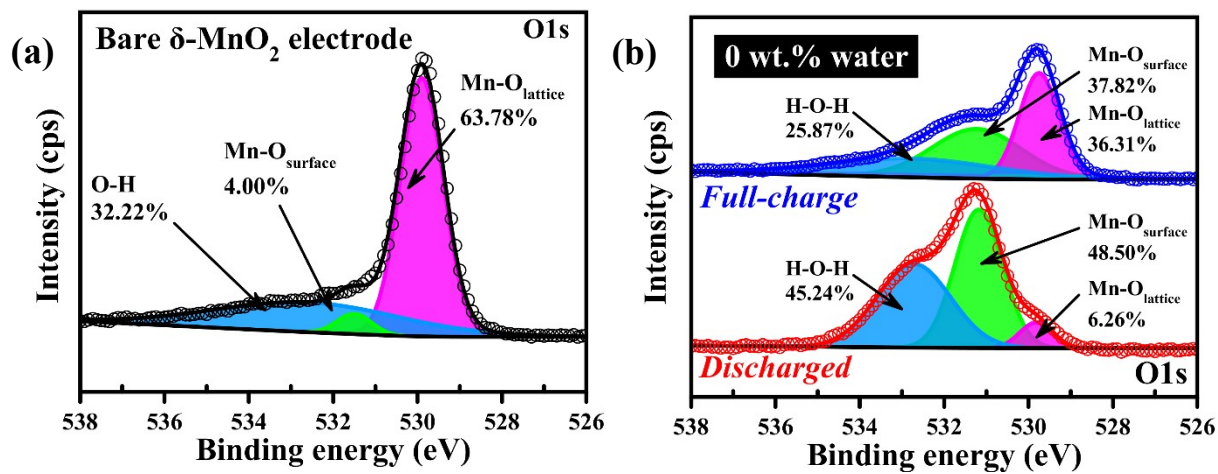 (a)
Bare δ-MnO2 electrode
O1s
Mn-Olattice
63.78%
Mn-Osurface
4.00%
O-H
32.22%
Intensity (cps)
538 536 534 532 530 528 526
Binding energy (eV)
(b)
0 wt.% water
O1s
Mn-Osurface
37.82%
H-O-H
25.87%
Mn-Olattice
36.31%
Full-charge
Mn-Osurface
48.50%
H-O-H
45.24%
Mn-Olattice
6.26%
Discharged
O1s
Intensity (cps)
538 536 534 532 530 528 526
Binding energy (eV)